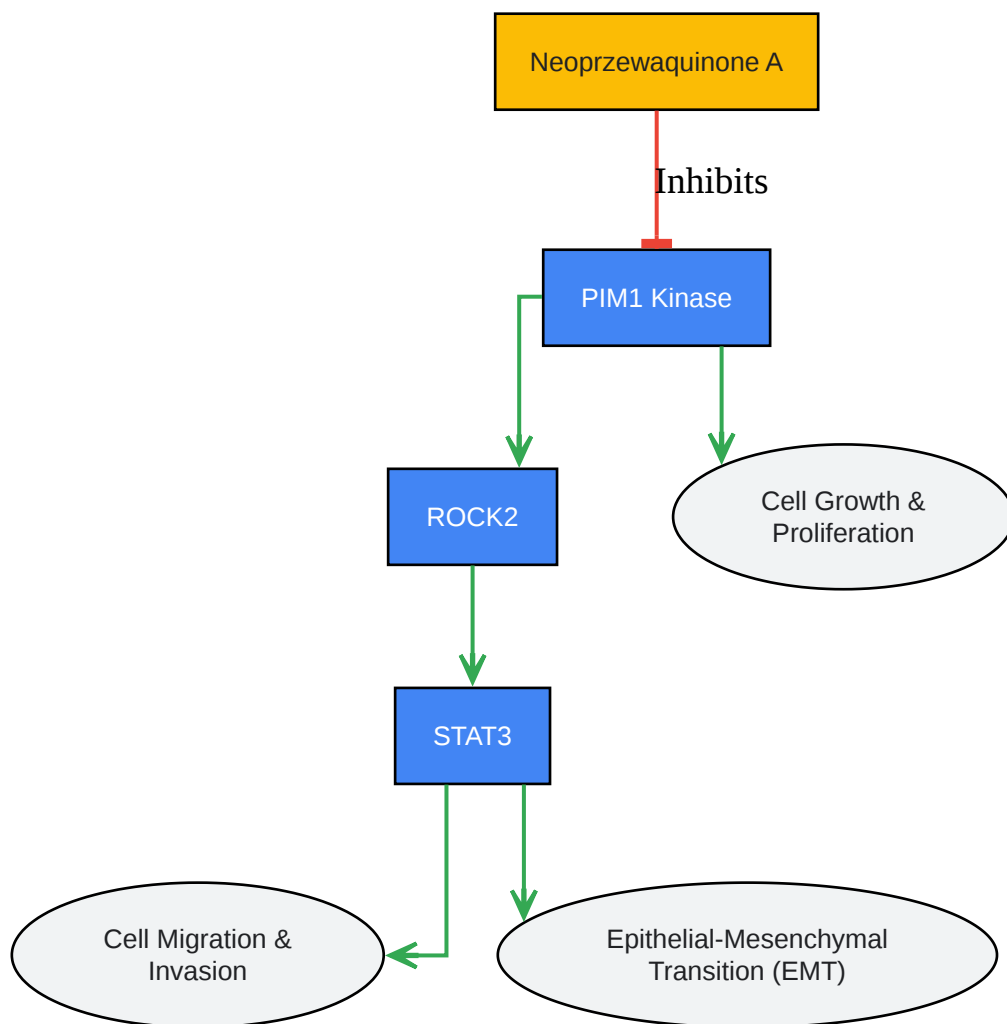 Neoprzewaquinone A
Inhibits
PIM1 Kinase
ROCK2
Cell Growth &
Proliferation
STAT3
Cell Migration &
Invasion
Epithelial-Mesenchymal
Transition (EMT)